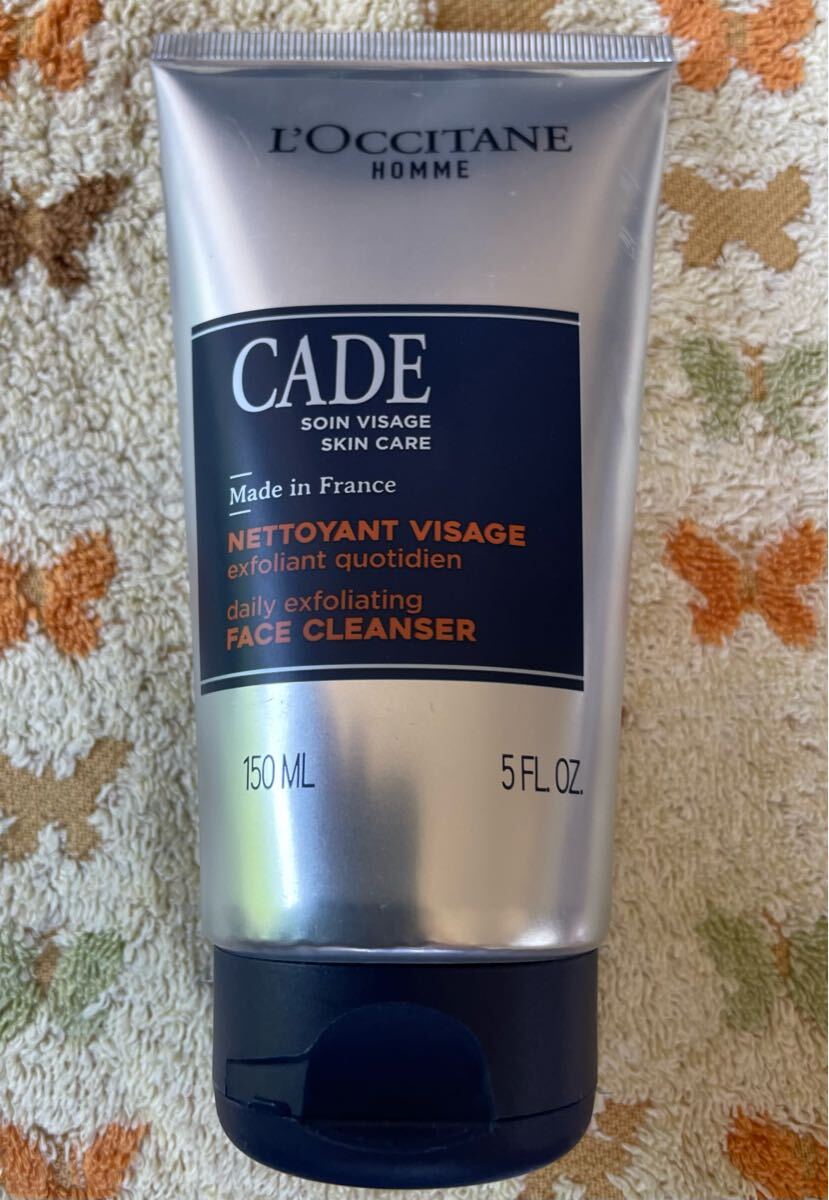 L'OCCITANE
HOMME
CADE
SOIN VISAGE
SKIN CARE
Made in France
NETTOYANT VISAGE
exfoliant quotidien
daily exfoliating
FACE CLEANSER
150 ML 5 FL. OZ.